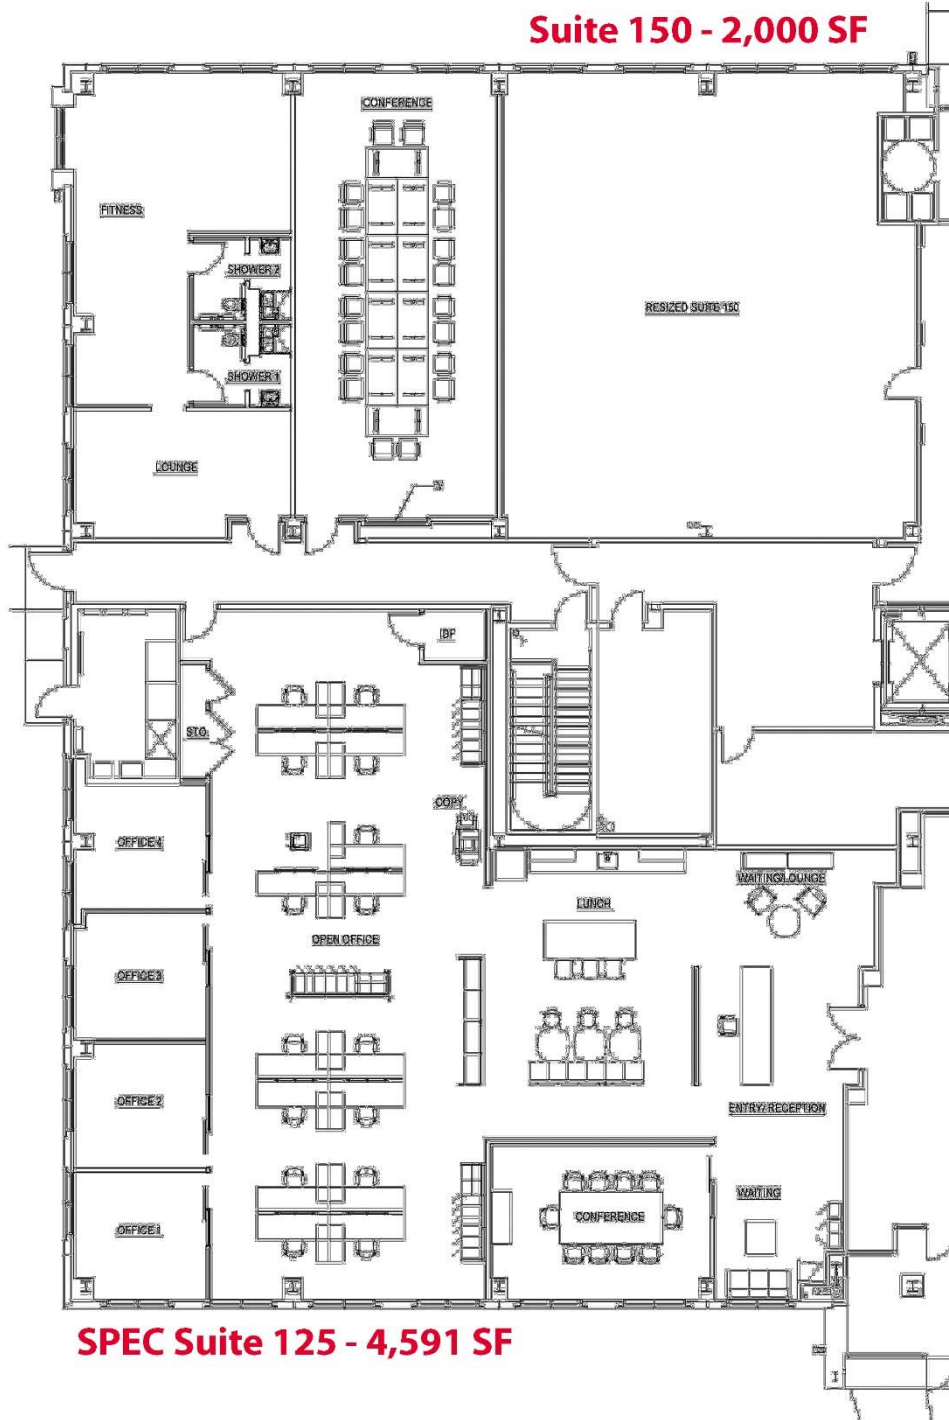 Suite 150 - 2,000 SF
CONFERENCE
FITNESS
SHOWER 2
RESIZED SUITE 150
SHOWER 1
LOUNGE
STO.
COPY
OFFICE 4
WAITING/LOUNGE
LUNCH
OPEN OFFICE
OFFICE 3
OFFICE 2
ENTRY/ RECEPTION
WAITING
CONFERENCE
OFFICE 1
SPEC Suite 125 - 4,591 SF